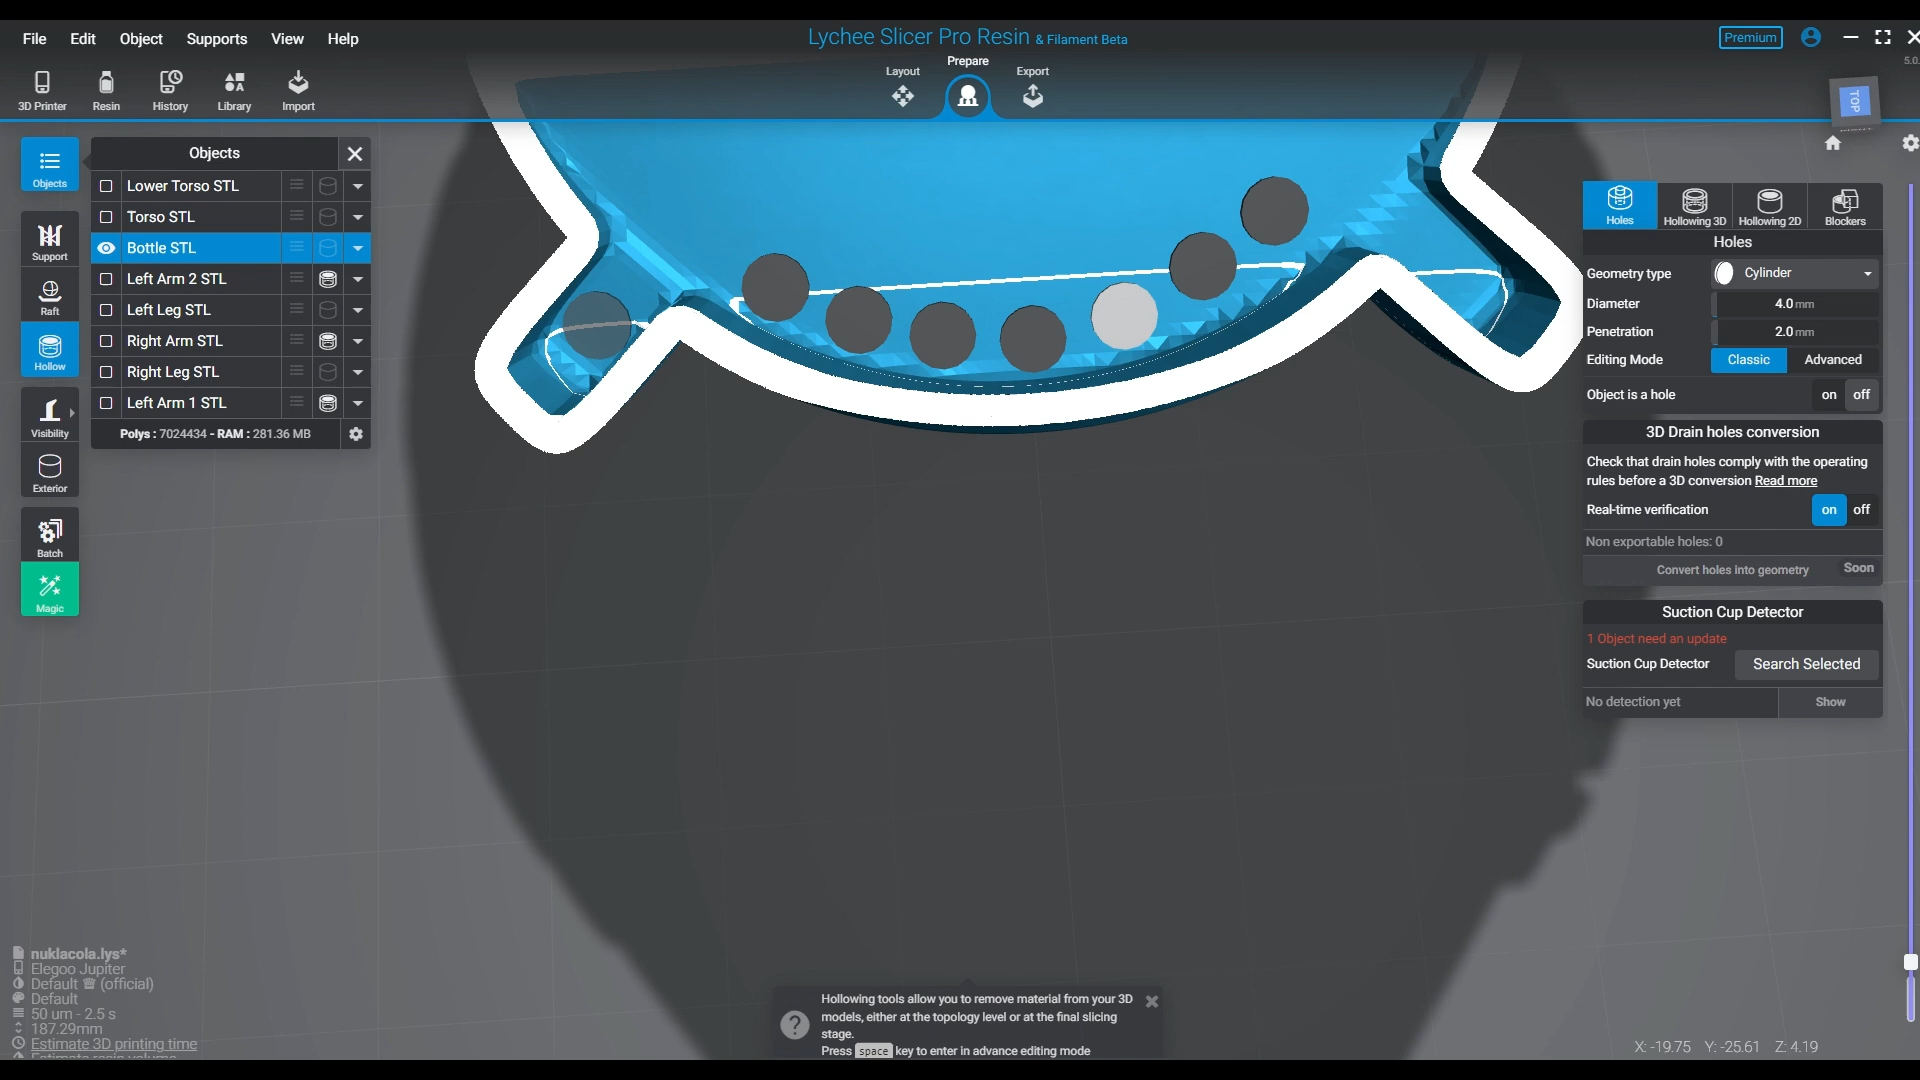 File Edit Object Supports View Help
Lychee Slicer Pro Resin & Filament Beta
Premium
5.0.
3D Printer Resin History Library Import
Layout Prepare Export
TOP
Objects
Objects
Lower Torso STL
Torso STL
Bottle STL
Left Arm 2 STL
Left Leg STL
Right Arm STL
Right Leg STL
Left Arm 1 STL
Polys : 7024434 - RAM : 281.36 MB
Support
Raft
Hollow
Visibility
Exterior
Batch
Magic
Holes Hollowing 3D Hollowing 2D Blockers
Holes
Geometry type Cylinder
Diameter 4.0 mm
Penetration 2.0 mm
Editing Mode Classic Advanced
Object is a hole on off
3D Drain holes conversion
Check that drain holes comply with the operating
rules before a 3D conversion Read more
Real-time verification on off
Non exportable holes: 0
Convert holes into geometry Soon
Suction Cup Detector
1 Object need an update
Suction Cup Detector Search Selected
No detection yet Show
nuklacola.lys*
Elegoo Jupiter
Default (official)
Default
50 um - 2.5 s
187.29mm
Estimate 3D printing time
Estimate resin volume
Hollowing tools allow you to remove material from your 3D
models, either at the topology level or at the final slicing
stage.
Press space key to enter in advance editing mode
X: -19.75 Y: -25.61 Z: 4.19